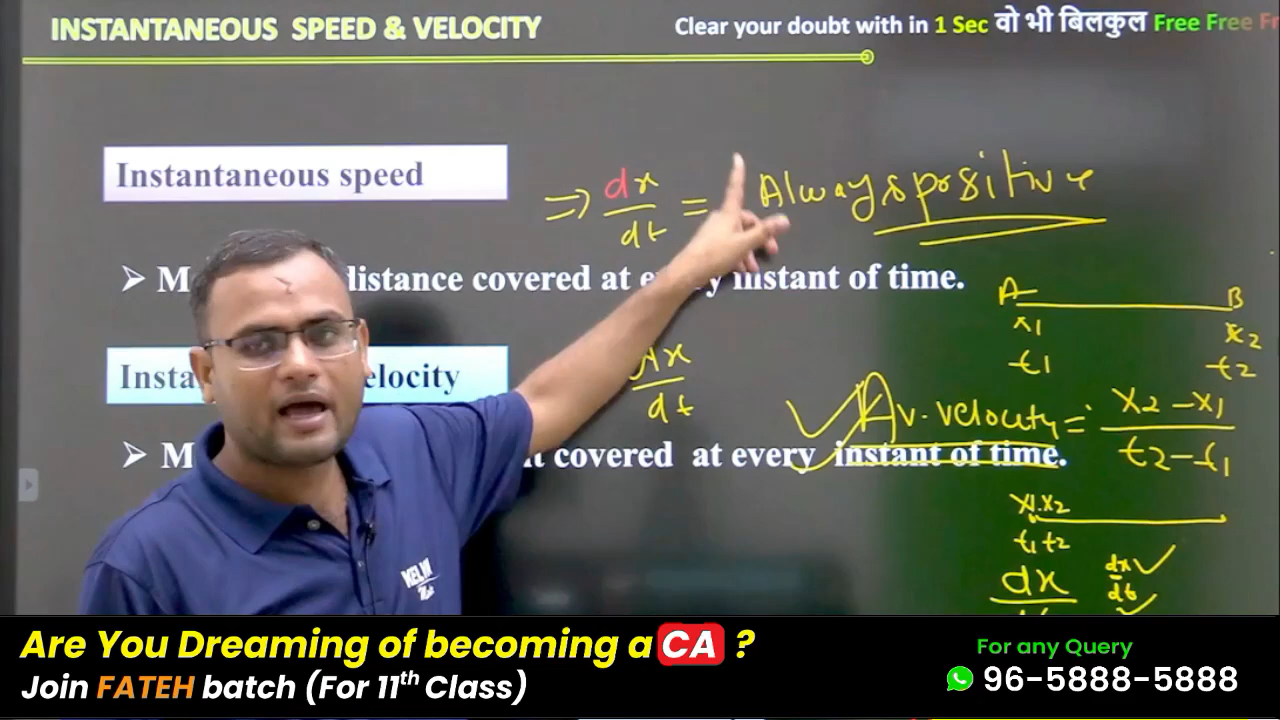 INSTANTANEOUS SPEED & VELOCITY
Clear your doubt with in 1 Sec वो भी बिलकुल Free Free Fr
Instantaneous speed
⇒ dx/dt = Always positive
M distance covered at every instant of time.
A B
x1 x2
t1 t2
Insta elocity
dx/dt
Av. velocity = x2 - x1 / t2 - t1
M t covered at every instant of time.
x1 x2
t1 t2
dx
dx/dt
Are You Dreaming of becoming a CA ?
Join FATEH batch (For 11th Class)
For any Query
96-5888-5888